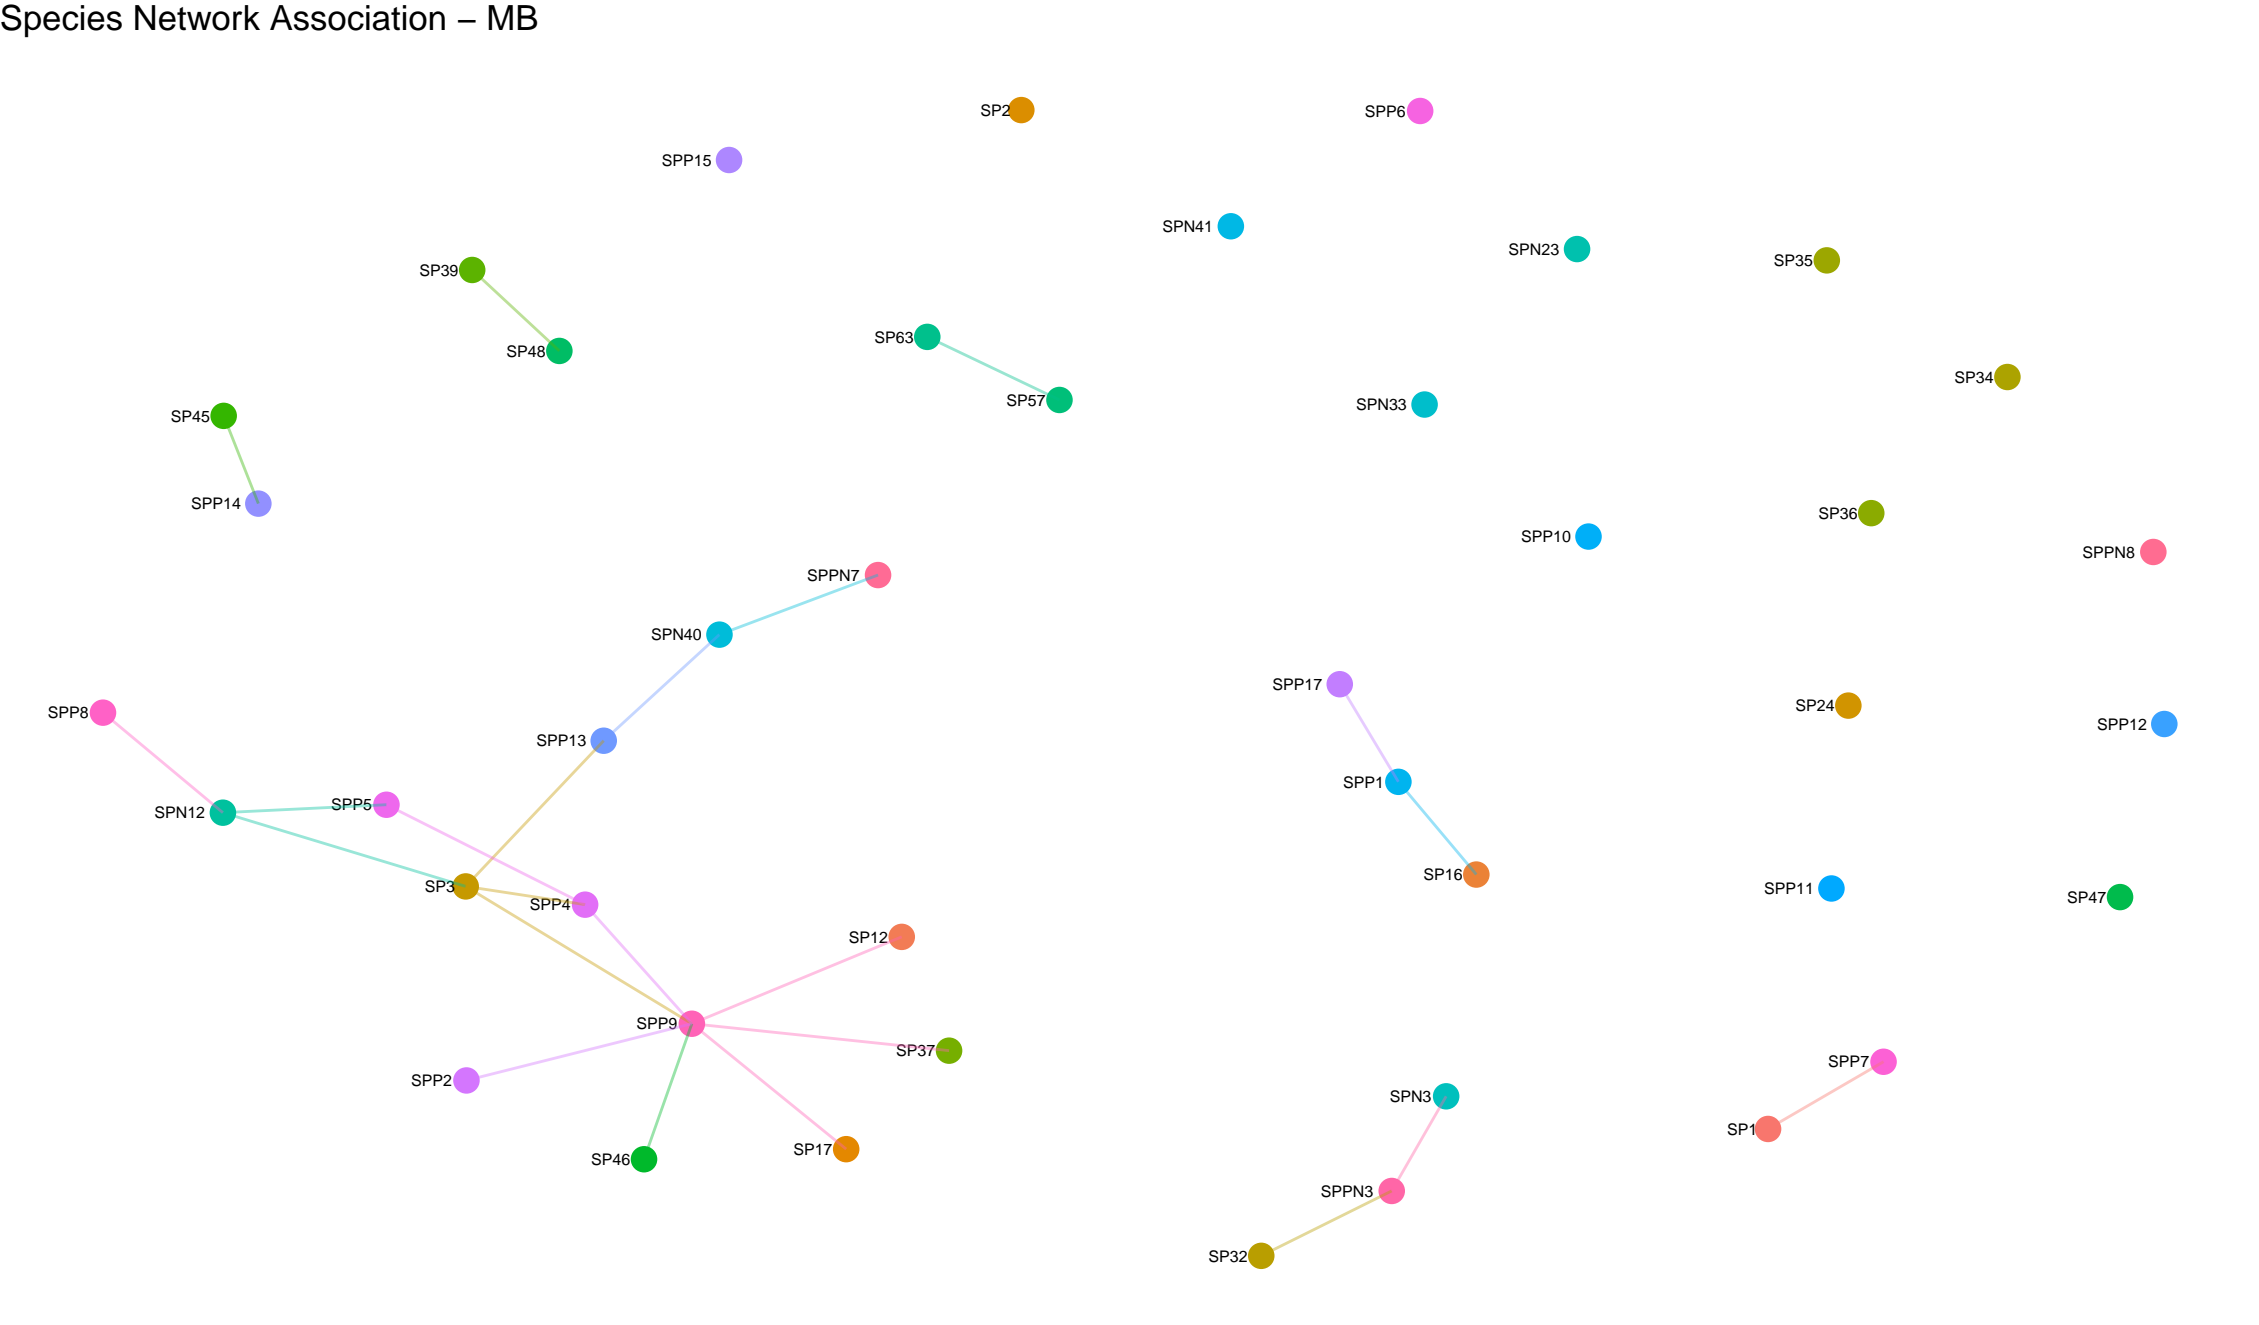 Species Network Association – MB
SP2
SPP6
SPP15
SPN41
SPN23
SP35
SP39
SP63
SP48
SP34
SP57
SPN33
SP45
SPP14
SP36
SPP10
SPPN8
SPPN7
SPN40
SPP17
SP24
SPP8
SPP12
SPP13
SPP1
SPP5
SPN12
SP16
SP3
SPP11
SP47
SPP4
SP12
SPP9
SP37
SPP7
SPP2
SPN3
SP1
SP17
SP46
SPPN3
SP32